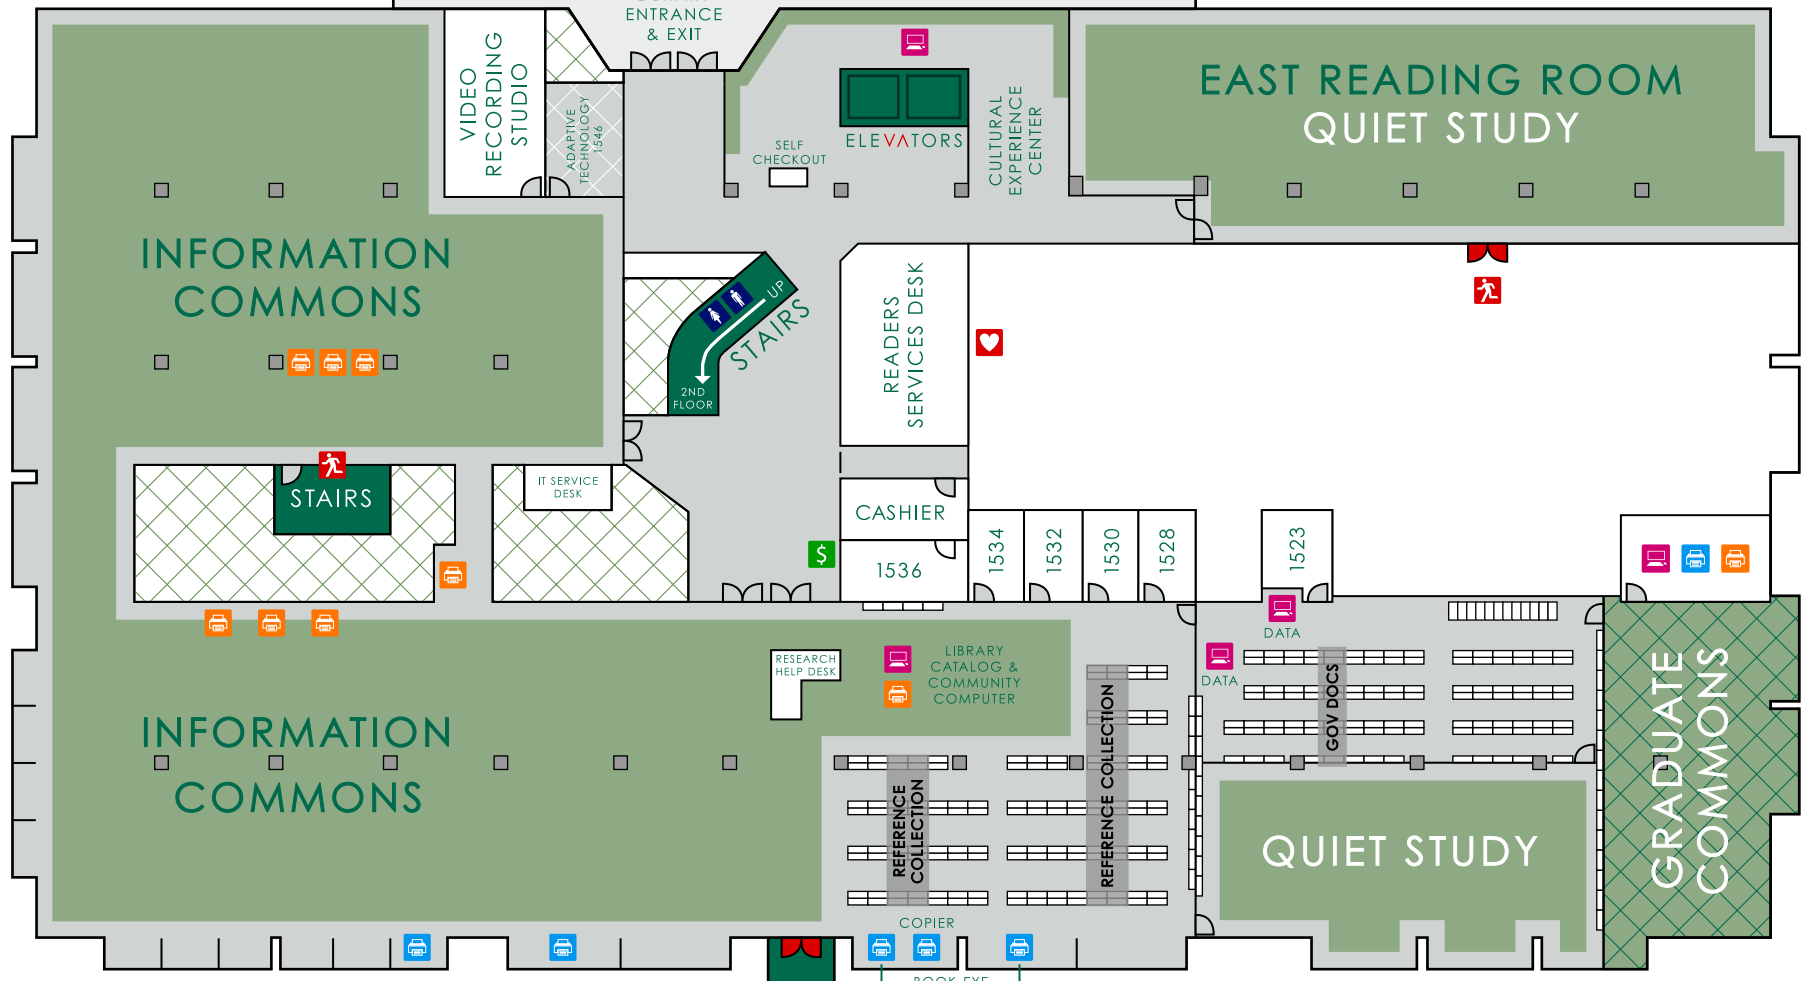 ENTRANCE
& EXIT
VIDEO
RECORDING
STUDIO
ADAPTIVE
TECHNOLOGY
1546
SELF
CHECKOUT
ELEVATORS
CULTURAL
EXPERIENCE
CENTER
EAST READING ROOM
QUIET STUDY
INFORMATION
COMMONS
UP
STAIRS
2ND
FLOOR
READERS
SERVICES DESK
STAIRS
IT SERVICE
DESK
CASHIER
$
1536
1534
1532
1530
1528
1523
DATA
DATA
RESEARCH
HELP DESK
LIBRARY
CATALOG &
COMMUNITY
COMPUTER
INFORMATION
COMMONS
REFERENCE
COLLECTION
REFERENCE COLLECTION
GOV DOCS
QUIET STUDY
GRADUATE
COMMONS
COPIER